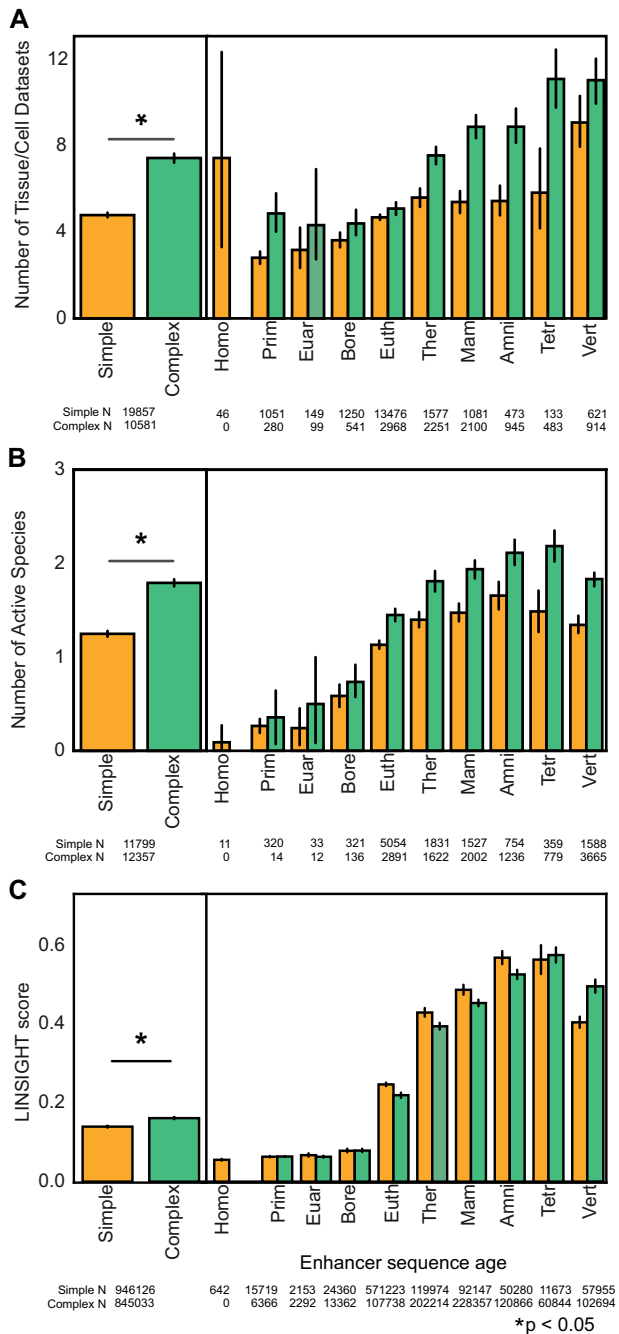 A
Number of Tissue/Cell Datasets
12
8
4
0
*
Simple Complex Homo Prim Euar Bore Euth Ther Mam Amni Tetr Vert
Simple N 19857 46 1051 149 1250 13476 1577 1081 473 133 621
Complex N 10581 0 280 99 541 2968 2251 2100 945 483 914
B
Number of Active Species
3
2
1
0
*
Simple Complex Homo Prim Euar Bore Euth Ther Mam Amni Tetr Vert
Simple N 11799 11 320 33 321 5054 1831 1527 754 359 1588
Complex N 12357 0 14 12 136 2891 1622 2002 1236 779 3665
C
LINSIGHT score
0.6
0.4
0.2
0.0
*
Simple Complex Homo Prim Euar Bore Euth Ther Mam Amni Tetr Vert
Enhancer sequence age
Simple N 946126 642 15719 2153 24360 571223 119974 92147 50280 11673 57955
Complex N 845033 0 6366 2292 13362 107738 202214 228357 120866 60844 102694
*p < 0.05